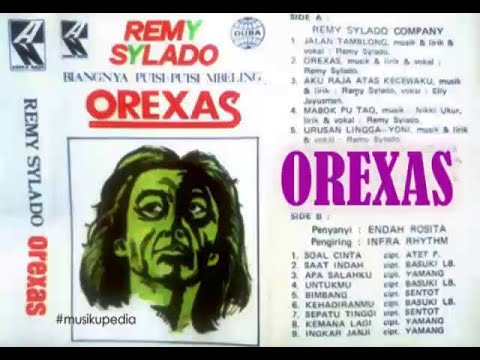 REMY
SYLADO
DUBA
BIANGNYA PUISI-PUISI MBELING
OREXAS
REMY SYLADO orexas
#musikupedia
SIDE A :
REMY SYLADO COMPANY
1. JALAN TAMBLONG, musik & lirik
& vokal : Remy Sylado.
2. OREXAS, musik & lirik & vokal :
Remy Sylado.
3. AKU RAJA ATAS KECEWAKU, musik
& lirik : Remy Sylado, vokal : Elly
Jayusman.
4. MABOK PU TAO, musik : Nikki Ukur,
lirik & vokal : Remy Sylado.
5. URUSAN LINGGA-YONI, musik & lirik
& vokal : Remy Sylado.
OREXAS
SIDE B :
Penyanyi : ENDAH ROSITA
Pengiring : INFRA RHYTHM
1. SOAL CINTA cipt. ATET P.
2. SAAT INDAH cipt. BASUKI LB.
3. APA SALAHKU cipt. YAMANG
4. UNTUKMU cipt. BASUKI LB.
5. BIMBANG cipt. SENTOT
6. KEHADIRANMU cipt. BASUKI LB.
7. SEPATU TINGGI cipt. SENTOT
8. KEMANA LAGI cipt. YAMANG
9. INGKAR JANJI cipt. YAMANG